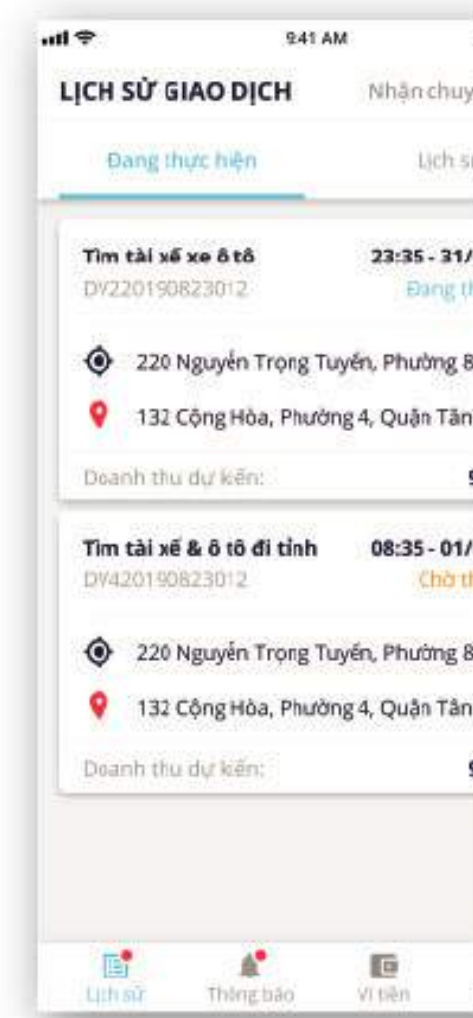 9:41 AM
LỊCH SỬ GIAO DỊCH Nhận chuy
Đang thực hiện Lịch s
Tìm tài xế xe ô tô 23:35 - 31/
DV220190823012 Đang th
220 Nguyễn Trọng Tuyển, Phường 8
132 Cộng Hòa, Phường 4, Quận Tân
Doanh thu dự kiến: 9
Tìm tài xế & ô tô đi tỉnh 08:35 - 01/
DV420190823012 Chờ th
220 Nguyễn Trọng Tuyển, Phường 8
132 Cộng Hòa, Phường 4, Quận Tân
Doanh thu dự kiến: 9
Lịch sử Thông báo Ví tiền